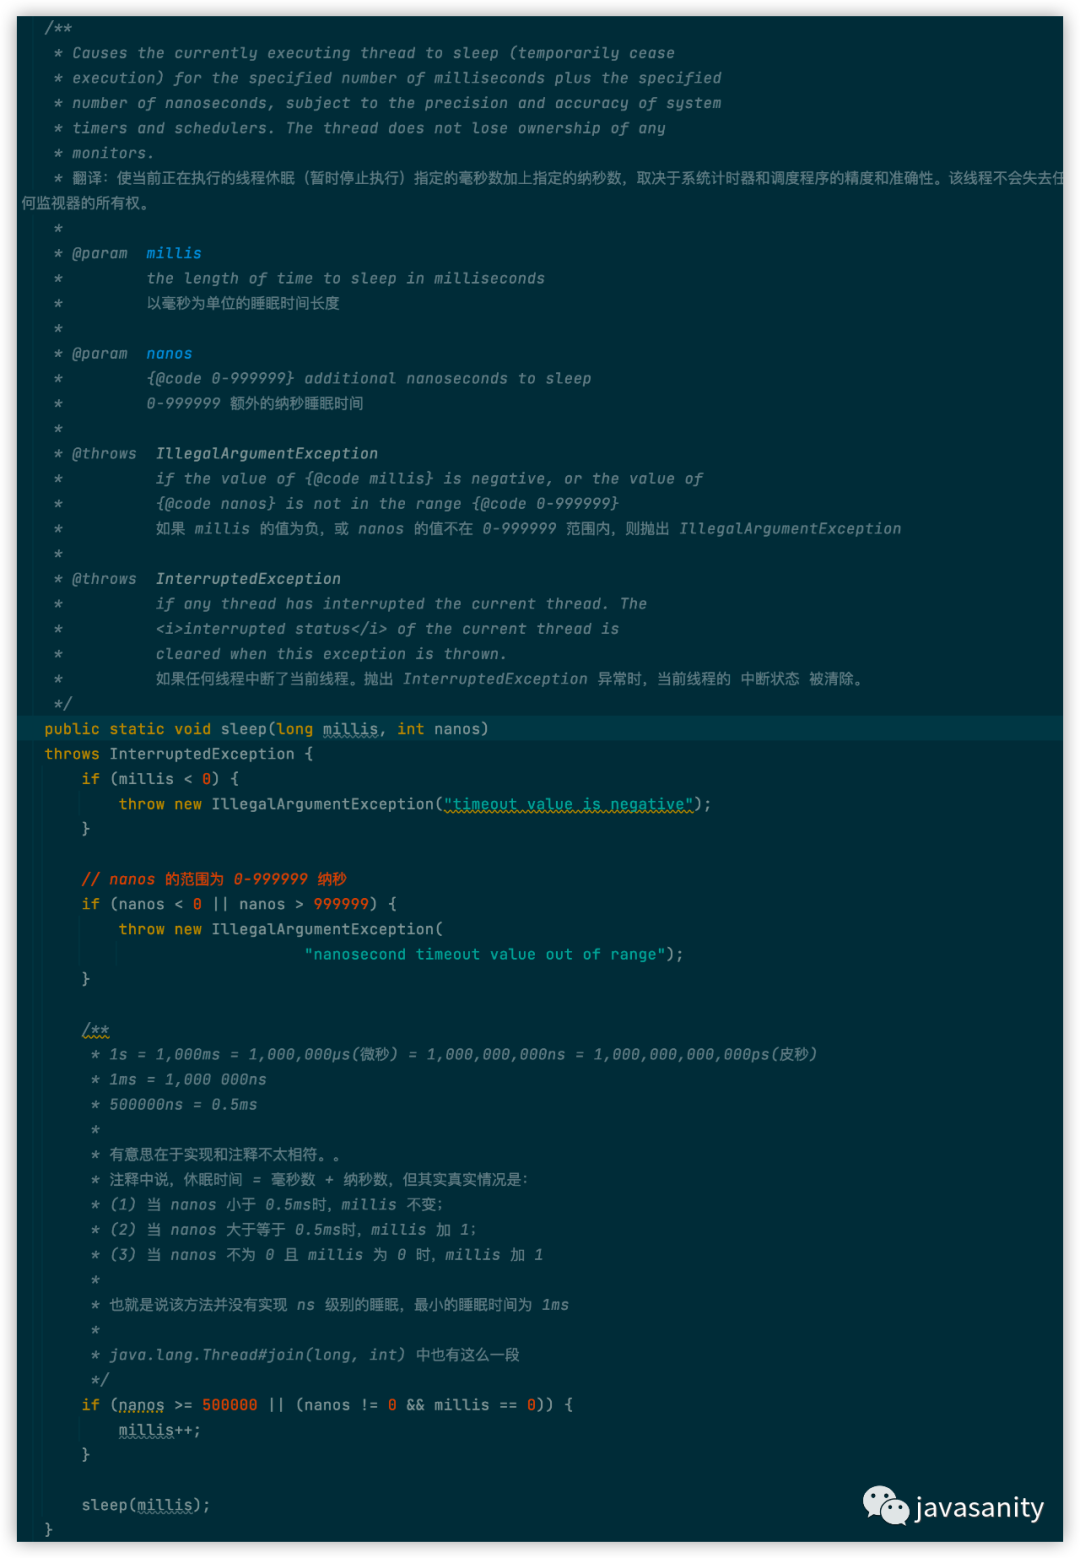 /**
* Causes the currently executing thread to sleep (temporarily cease
* execution) for the specified number of milliseconds plus the specified
* number of nanoseconds, subject to the precision and accuracy of system
* timers and schedulers. The thread does not lose ownership of any
* monitors.
* 翻译：使当前正在执行的线程休眠（暂时停止执行）指定的毫秒数加上指定的纳秒数，取决于系统计时器和调度程序的精度和准确性。该线程不会失去任
何监视器的所有权。
*
* @param  millis
*         the length of time to sleep in milliseconds
*         以毫秒为单位的睡眠时间长度
*
* @param  nanos
*         {@code 0-999999} additional nanoseconds to sleep
*         0-999999 额外的纳秒睡眠时间
*
* @throws  IllegalArgumentException
*          if the value of {@code millis} is negative, or the value of
*          {@code nanos} is not in the range {@code 0-999999}
*          如果 millis 的值为负，或 nanos 的值不在 0-999999 范围内，则抛出 IllegalArgumentException
*
* @throws  InterruptedException
*          if any thread has interrupted the current thread. The
*          <i>interrupted status</i> of the current thread is
*          cleared when this exception is thrown.
*          如果任何线程中断了当前线程。抛出 InterruptedException 异常时，当前线程的 中断状态 被清除。
*/
public static void sleep(long millis, int nanos)
throws InterruptedException {
if (millis < 0) {
throw new IllegalArgumentException("timeout value is negative");
}
// nanos 的范围为 0-999999 纳秒
if (nanos < 0 || nanos > 999999) {
throw new IllegalArgumentException(
"nanosecond timeout value out of range");
}
/**
* 1s = 1,000ms = 1,000,000μs(微秒) = 1,000,000,000ns = 1,000,000,000,000ps(皮秒)
* 1ms = 1,000 000ns
* 500000ns = 0.5ms
*
* 有意思在于实现和注释不太相符。。
* 注释中说，休眠时间 = 毫秒数 + 纳秒数，但其实真实情况是：
* (1) 当 nanos 小于 0.5ms时，millis 不变；
* (2) 当 nanos 大于等于 0.5ms时，millis 加 1；
* (3) 当 nanos 不为 0 且 millis 为 0 时，millis 加 1
*
* 也就是说该方法并没有实现 ns 级别的睡眠，最小的睡眠时间为 1ms
*
* java.lang.Thread#join(long, int) 中也有这么一段
*/
if (nanos >= 500000 || (nanos != 0 && millis == 0)) {
millis++;
}
sleep(millis);
}
javasanity